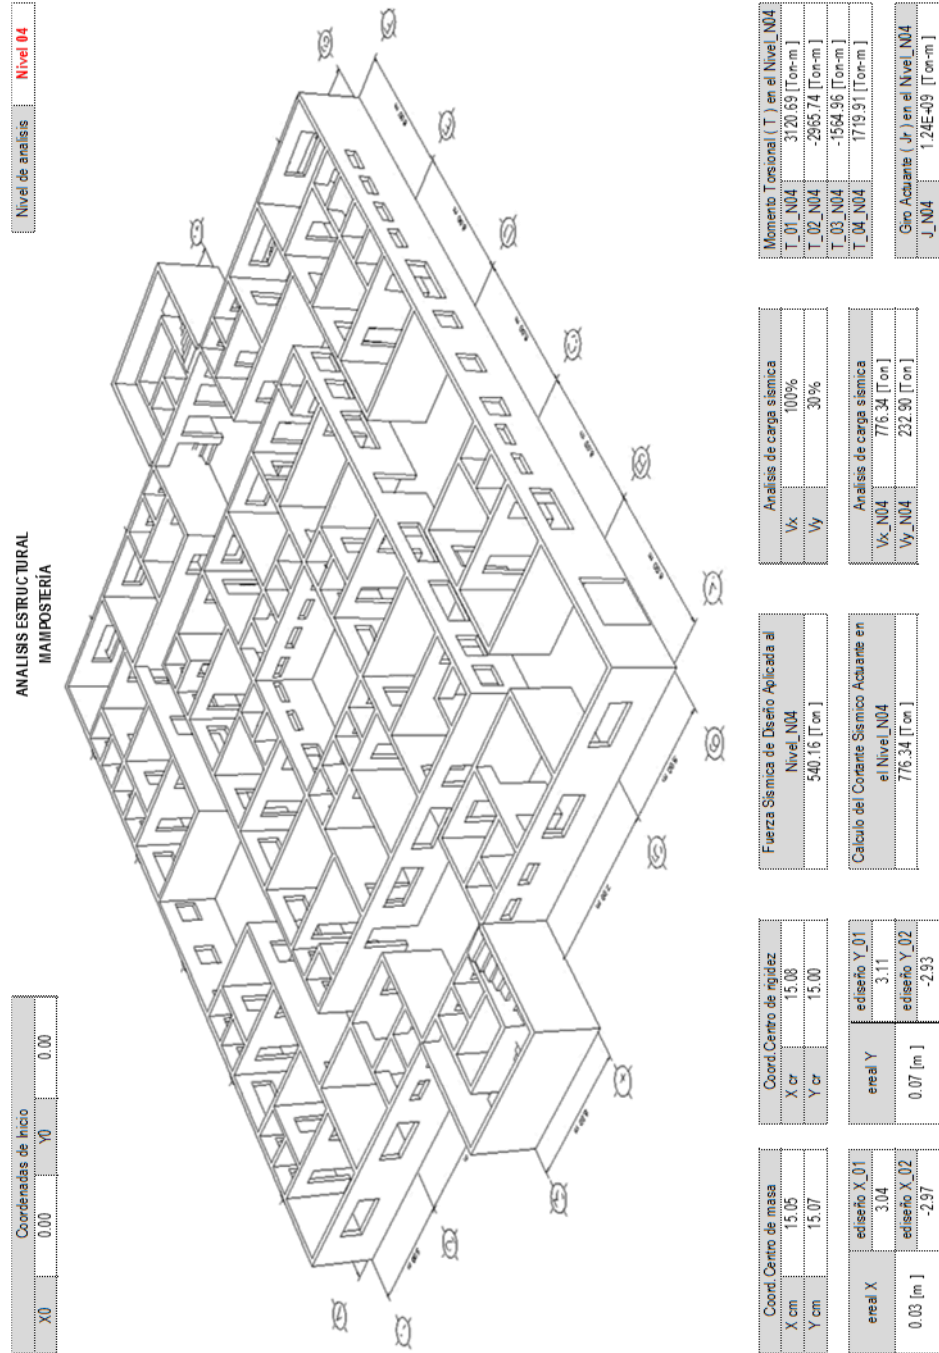 ANALISIS ESTRUCTURAL
MAMPOSTERÍA
Coordenadas de Inicio
X0 0.00 Y0 0.00
Nivel de analisis Nivel 04
Coord. Centro de masa
X cm 15.05
Y cm 15.07
Coord.Centro de rigidez
X cr 15.08
Y cr 15.00
Fuerza Sismica de Diseño Aplicada al
Nivel_N04
540.16 [Ton ]
Analisis de carga sismica
Vx 100%
Vy 30%
Momento Torsional ( T ) en el Nivel_N04
T_01_N04 3120.69 [Ton-m ]
T_02_N04 -2965.74 [Ton-m ]
T_03_N04 -1564.96 [Ton-m ]
T_04_N04 1719.91 [Ton-m ]
ereal X ediseño X_01
3.04
0.03 [m ] ediseño X_02
-2.97
ereal Y ediseño Y_01
3.11
0.07 [m ] ediseño Y_02
-2.93
Calculo del Cortante Sismico Actuante en
el Nivel_N04
776.34 [Ton ]
Analisis de carga sismica
Vx_N04 776.34 [Ton ]
Vy_N04 232.90 [Ton ]
Giro Actuante ( Jr ) en el Nivel_N04
J_N04 1.24E+09 [Ton-m ]